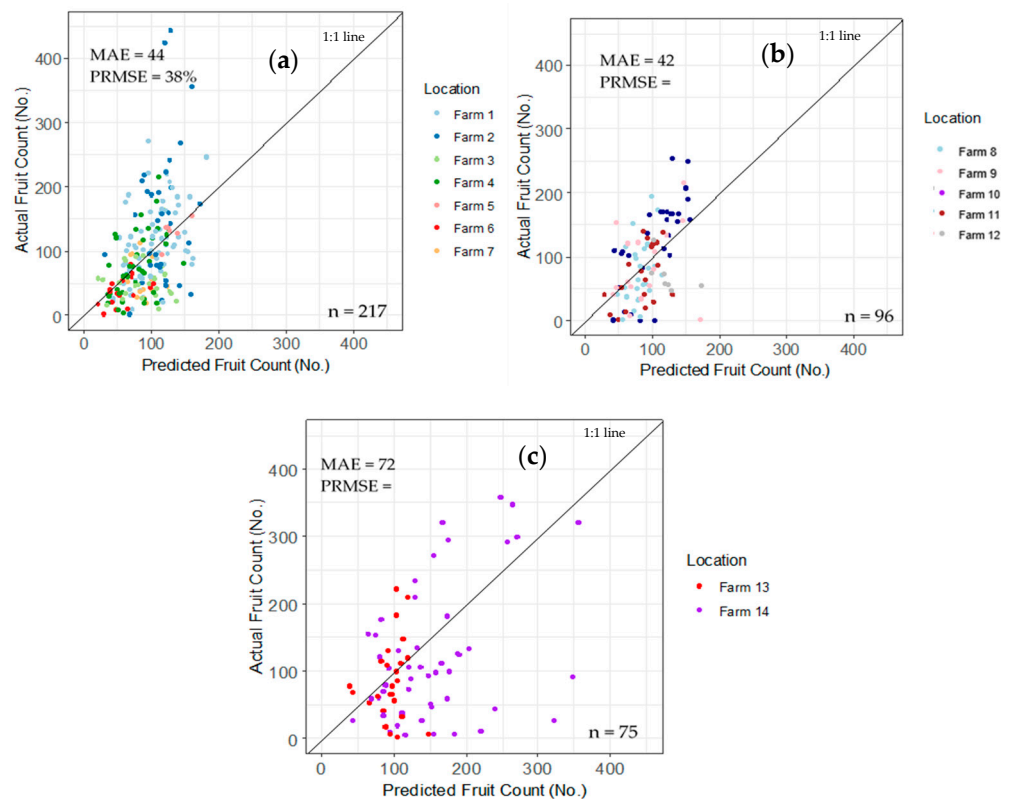 1:1 line
(a)
MAE = 44
PRMSE = 38%
Actual Fruit Count (No.)
400
300
200
100
0
0 100 200 300 400
Predicted Fruit Count (No.)
n = 217
Location
Farm 1
Farm 2
Farm 3
Farm 4
Farm 5
Farm 6
Farm 7
1:1 line
(b)
MAE = 42
PRMSE =
Actual Fruit Count (No.)
400
300
200
100
0
0 100 200 300 400
Predicted Fruit Count (No.)
n = 96
Location
Farm 8
Farm 9
Farm 10
Farm 11
Farm 12
1:1 line
(c)
MAE = 72
PRMSE =
Actual Fruit Count (No.)
400
300
200
100
0
0 100 200 300 400
Predicted Fruit Count (No.)
n = 75
Location
Farm 13
Farm 14